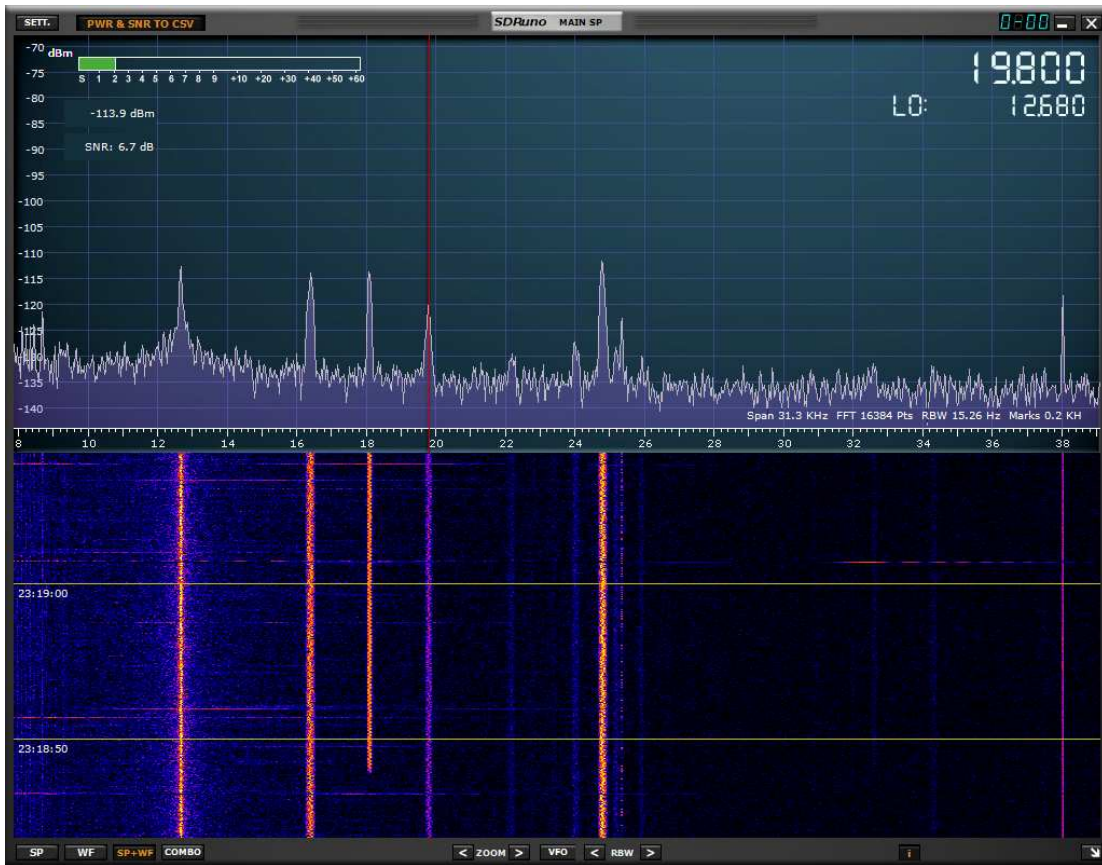 SETT. PWR & SNR TO CSV SDRuno MAIN SP 0-00
-70 dBm
S 1 2 3 4 5 6 7 8 9 +10 +20 +30 +40 +50 +60
19.800
LO: 12.680
-75
-80
-113.9 dBm
-85
SNR: 6.7 dB
-90
-95
-100
-105
-110
-115
-120
-125
-130
-135
-140
Span 31.3 KHz FFT 16384 Pts RBW 15.26 Hz Marks 0.2 KH
8 10 12 14 16 18 20 22 24 26 28 30 32 34 36 38
23:19:00
23:18:50
SP WF SP+WF COMBO < ZOOM > VFO < RBW > i